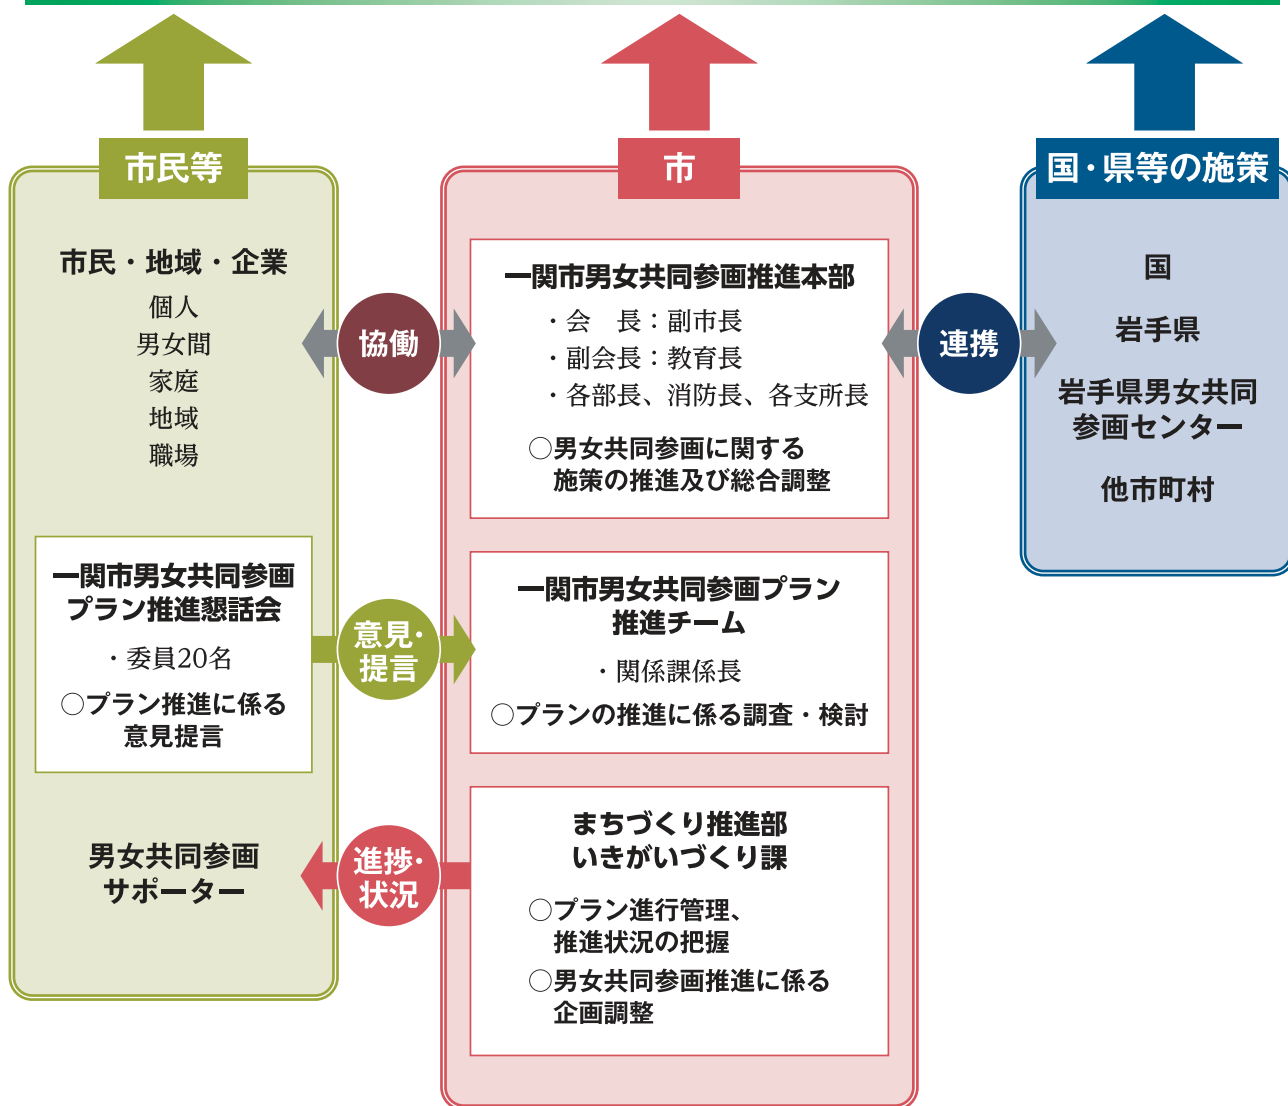 市民等
市民・地域・企業
個人
男女間
家庭
地域
職場
一関市男女共同参画
プラン推進懇話会
・委員20名
○プラン推進に係る
意見提言
男女共同参画
サポーター
協働
意見・
提言
進捗・
状況
市
一関市男女共同参画推進本部
・会　長：副市長
・副会長：教育長
・各部長、消防長、各支所長
○男女共同参画に関する
施策の推進及び総合調整
一関市男女共同参画プラン
推進チーム
・関係課係長
○プランの推進に係る調査・検討
まちづくり推進部
いきがいづくり課
○プラン進行管理、
推進状況の把握
○男女共同参画推進に係る
企画調整
連携
国・県等の施策
国
岩手県
岩手県男女共同
参画センター
他市町村